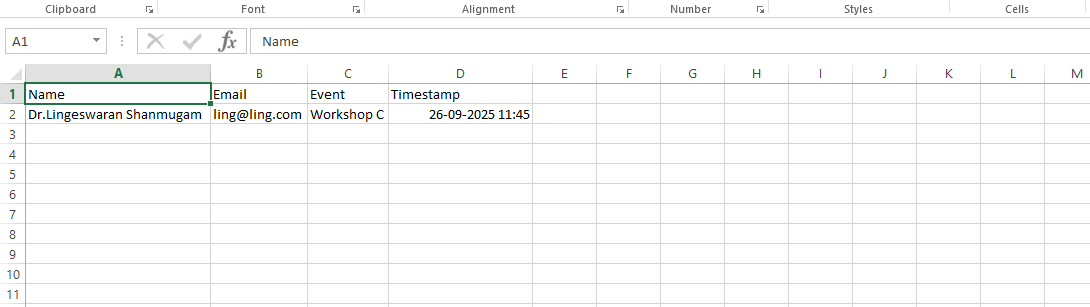 Clipboard Font Alignment Number Styles Cells
A1 fx Name
A B C D E F G H I J K L M
1 Name Email Event Timestamp
2 Dr.Lingeswaran Shanmugam ling@ling.com Workshop C 26-09-2025 11:45
3
4
5
6
7
8
9
10
11